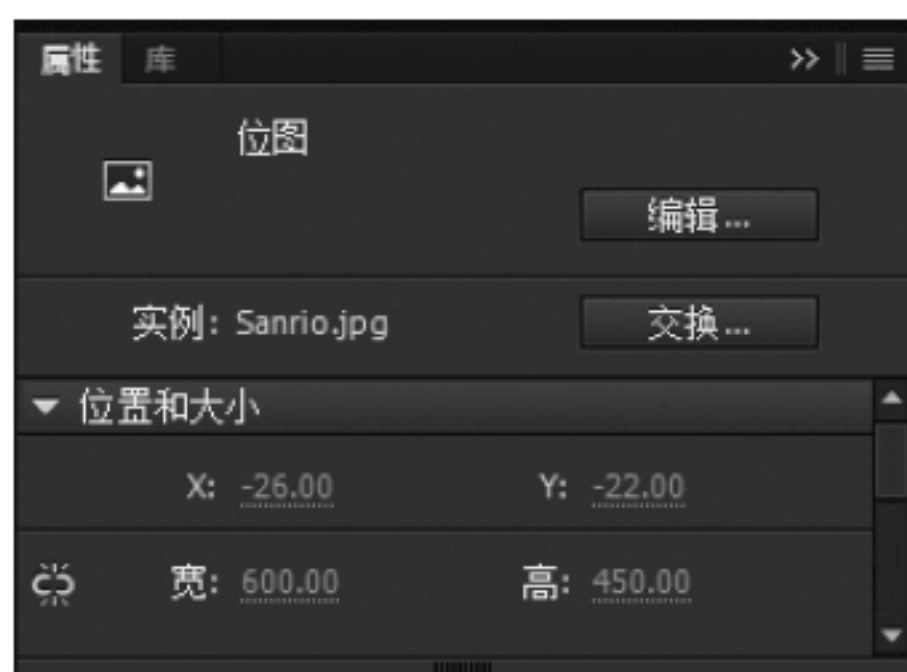 属性 库
位图
编辑...
实例: Sanrio.jpg 交换...
位置和大小
X: -26.00 Y: -22.00
宽: 600.00 高: 450.00